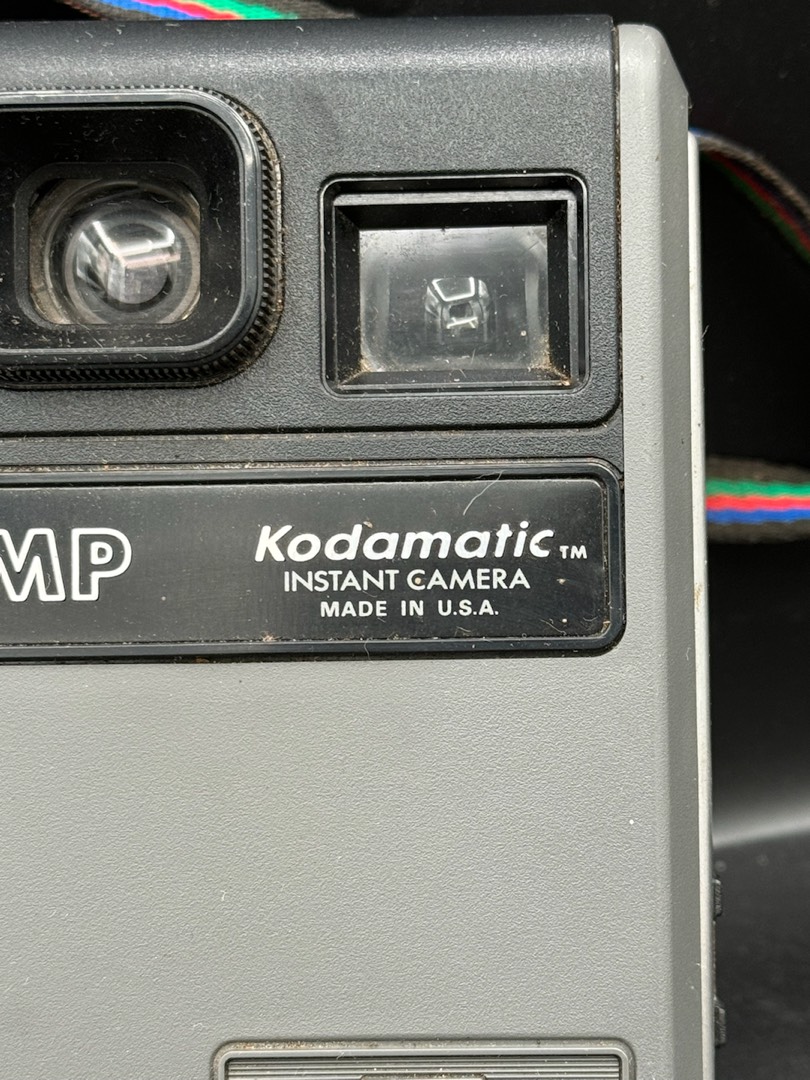 MP
Kodamatic™
INSTANT CAMERA
MADE IN U.S.A.